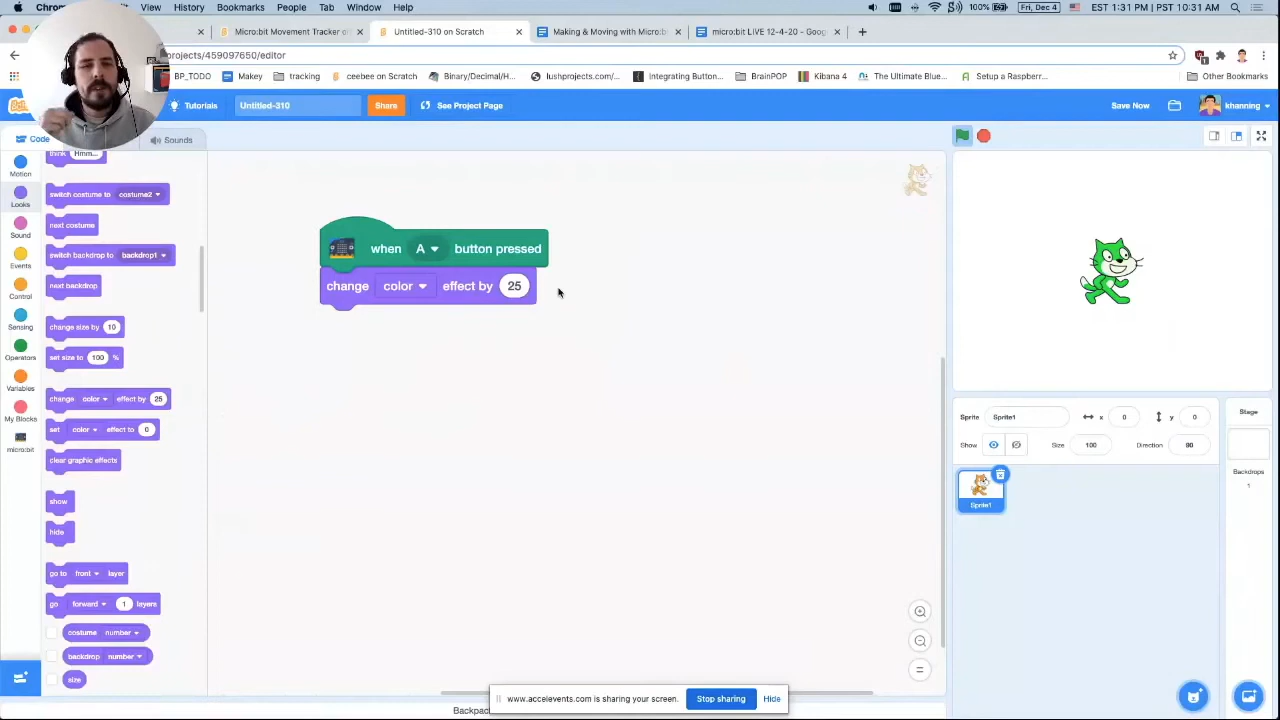 Chrom View History Bookmarks People Tab Window Help 100% Fri, Dec 4 EST 1:31 PM | PST 10:31 AM
Micro:bit Movement Tracker o
Untitled-310 on Scratch
Making & Moving with Micro:b
micro:bit LIVE 12-4-20 - Goog
projects/459097650/editor
BP_TODO
Makey
tracking
ceebee on Scratch
Binary/Decimal/H...
lushprojects.com/...
Integrating Button...
BrainPOP
Kibana 4
The Ultimate Blue...
Setup a Raspberr...
Other Bookmarks
Tutorials
Untitled-310
Share
See Project Page
Save Now
khanning
Code
Sounds
Motion
Looks
Sound
Events
Control
Sensing
Operators
Variables
My Blocks
micro:bit
think Hmm...
switch costume to costume2
next costume
switch backdrop to backdrop1
next backdrop
change size by 10
set size to 100 %
change color effect by 25
set color effect to 0
clear graphic effects
show
hide
go to front layer
go forward 1 layers
costume number
backdrop number
size
when A button pressed
change color effect by 25
Sprite Sprite1 x 0 y 0
Show Size 100 Direction 90
Sprite1
Stage
Backdrops
1
www.accelevents.com is sharing your screen. Stop sharing Hide
Backpac